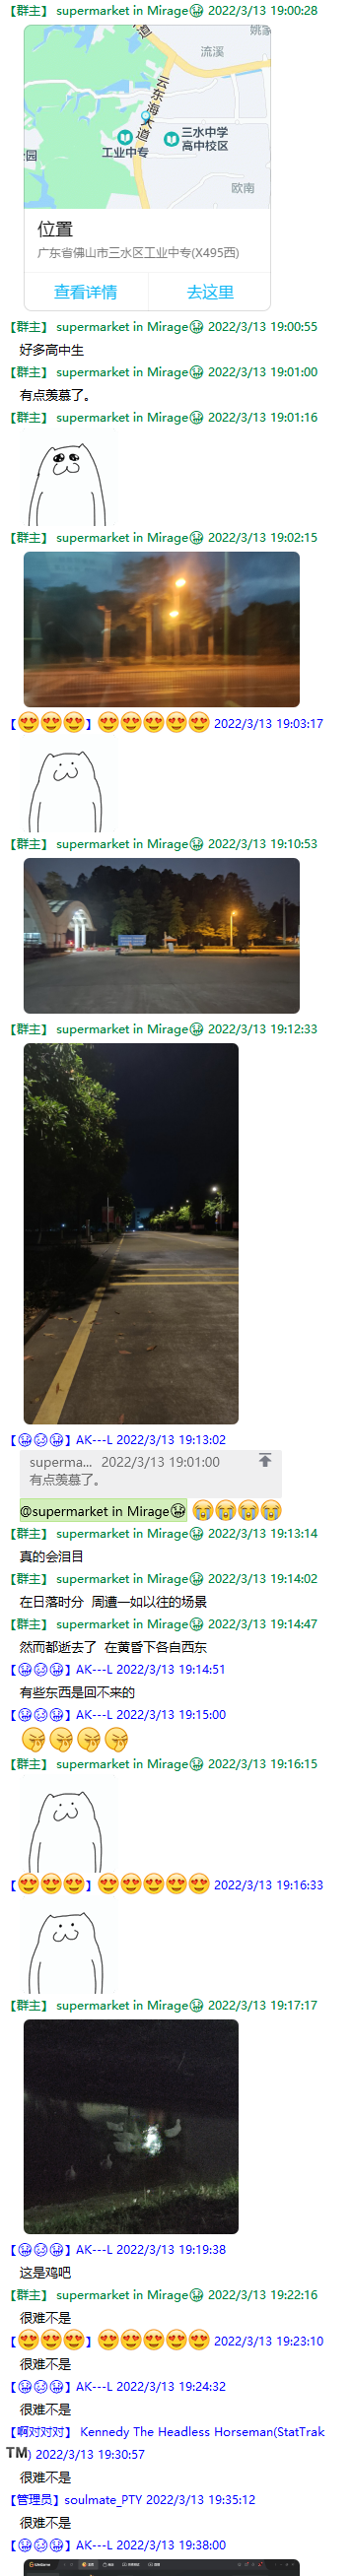 【群主】 supermarket in Mirage😭 2022/3/13 19:00:28
姚家
流溪
云东海大道
三水中学
高中校区
工业中专
园
欧南
位置
广东省佛山市三水区工业中专(X495西)
查看详情
去这里
【群主】 supermarket in Mirage😭 2022/3/13 19:00:55
好多高中生
【群主】 supermarket in Mirage😭 2022/3/13 19:01:00
有点羡慕了。
【群主】 supermarket in Mirage😭 2022/3/13 19:01:16
【群主】 supermarket in Mirage😭 2022/3/13 19:02:15
【😍😍😍】😍😍😍😍😍 2022/3/13 19:03:17
【群主】 supermarket in Mirage😭 2022/3/13 19:10:53
【群主】 supermarket in Mirage😭 2022/3/13 19:12:33
【😭🥲😭】AK---L 2022/3/13 19:13:02
superma... 2022/3/13 19:01:00
有点羡慕了。
@supermarket in Mirage😭 😭😭😭😭
【群主】 supermarket in Mirage😭 2022/3/13 19:13:14
真的会泪目
【群主】 supermarket in Mirage😭 2022/3/13 19:14:02
在日落时分 周遭一如以往的场景
【群主】 supermarket in Mirage😭 2022/3/13 19:14:47
然而都逝去了 在黄昏下各自西东
【😭🥲😭】AK---L 2022/3/13 19:14:51
有些东西是回不来的
【😭🥲😭】AK---L 2022/3/13 19:15:00
【群主】 supermarket in Mirage😭 2022/3/13 19:16:15
【😍😍😍】😍😍😍😍😍 2022/3/13 19:16:33
【群主】 supermarket in Mirage😭 2022/3/13 19:17:17
【😭🥲😭】AK---L 2022/3/13 19:19:38
这是鸡吧
【群主】 supermarket in Mirage😭 2022/3/13 19:22:16
很难不是
【😍😍😍】😍😍😍😍😍 2022/3/13 19:23:10
很难不是
【😭🥲😭】AK---L 2022/3/13 19:24:32
很难不是
【啊对对对】 Kennedy The Headless Horseman(StatTrak
™) 2022/3/13 19:30:57
很难不是
【管理员】soulmate_PTY 2022/3/13 19:35:12
很难不是
【😭🥲😭】AK---L 2022/3/13 19:38:00